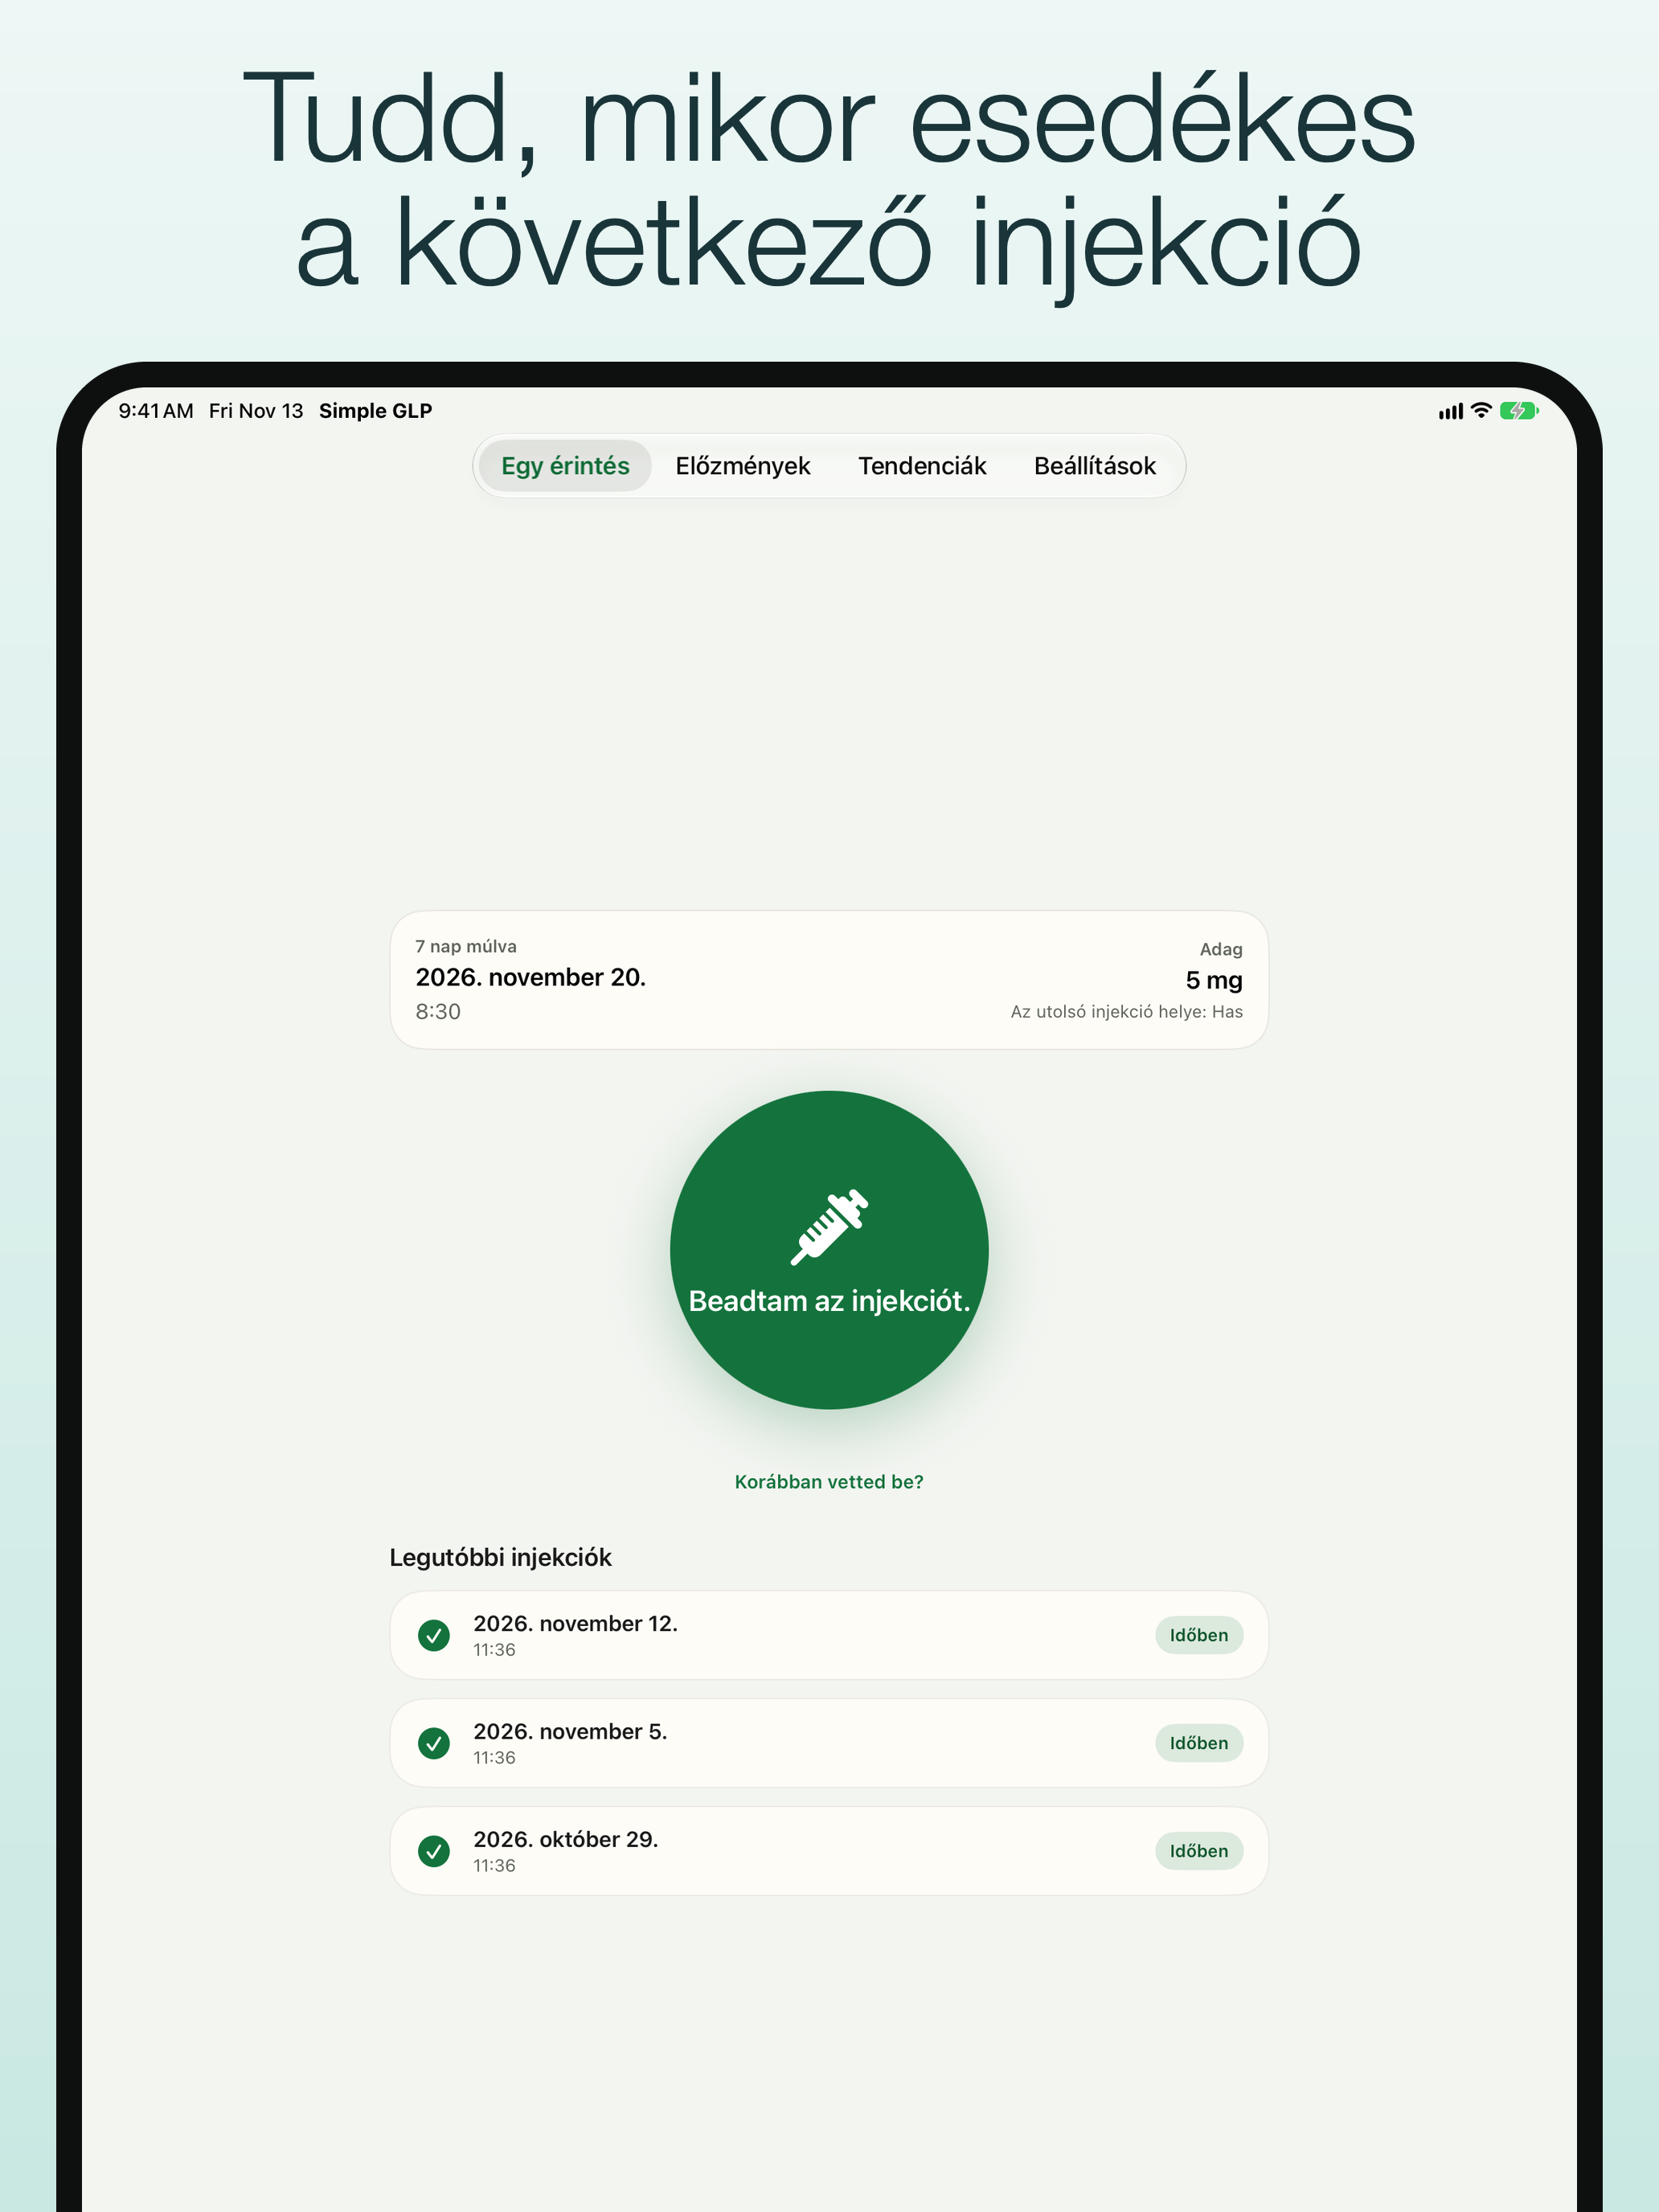 Tudd, mikor esedékes
a következő injekció
9:41 AM Fri Nov 13 Simple GLP
Egy érintés Előzmények Tendenciák Beállítások
7 nap múlva
2026. november 20.
8:30
Adag
5 mg
Az utolsó injekció helye: Has
Beadtam az injekciót.
Korábban vetted be?
Legutóbbi injekciók
2026. november 12.
11:36
Időben
2026. november 5.
11:36
Időben
2026. október 29.
11:36
Időben